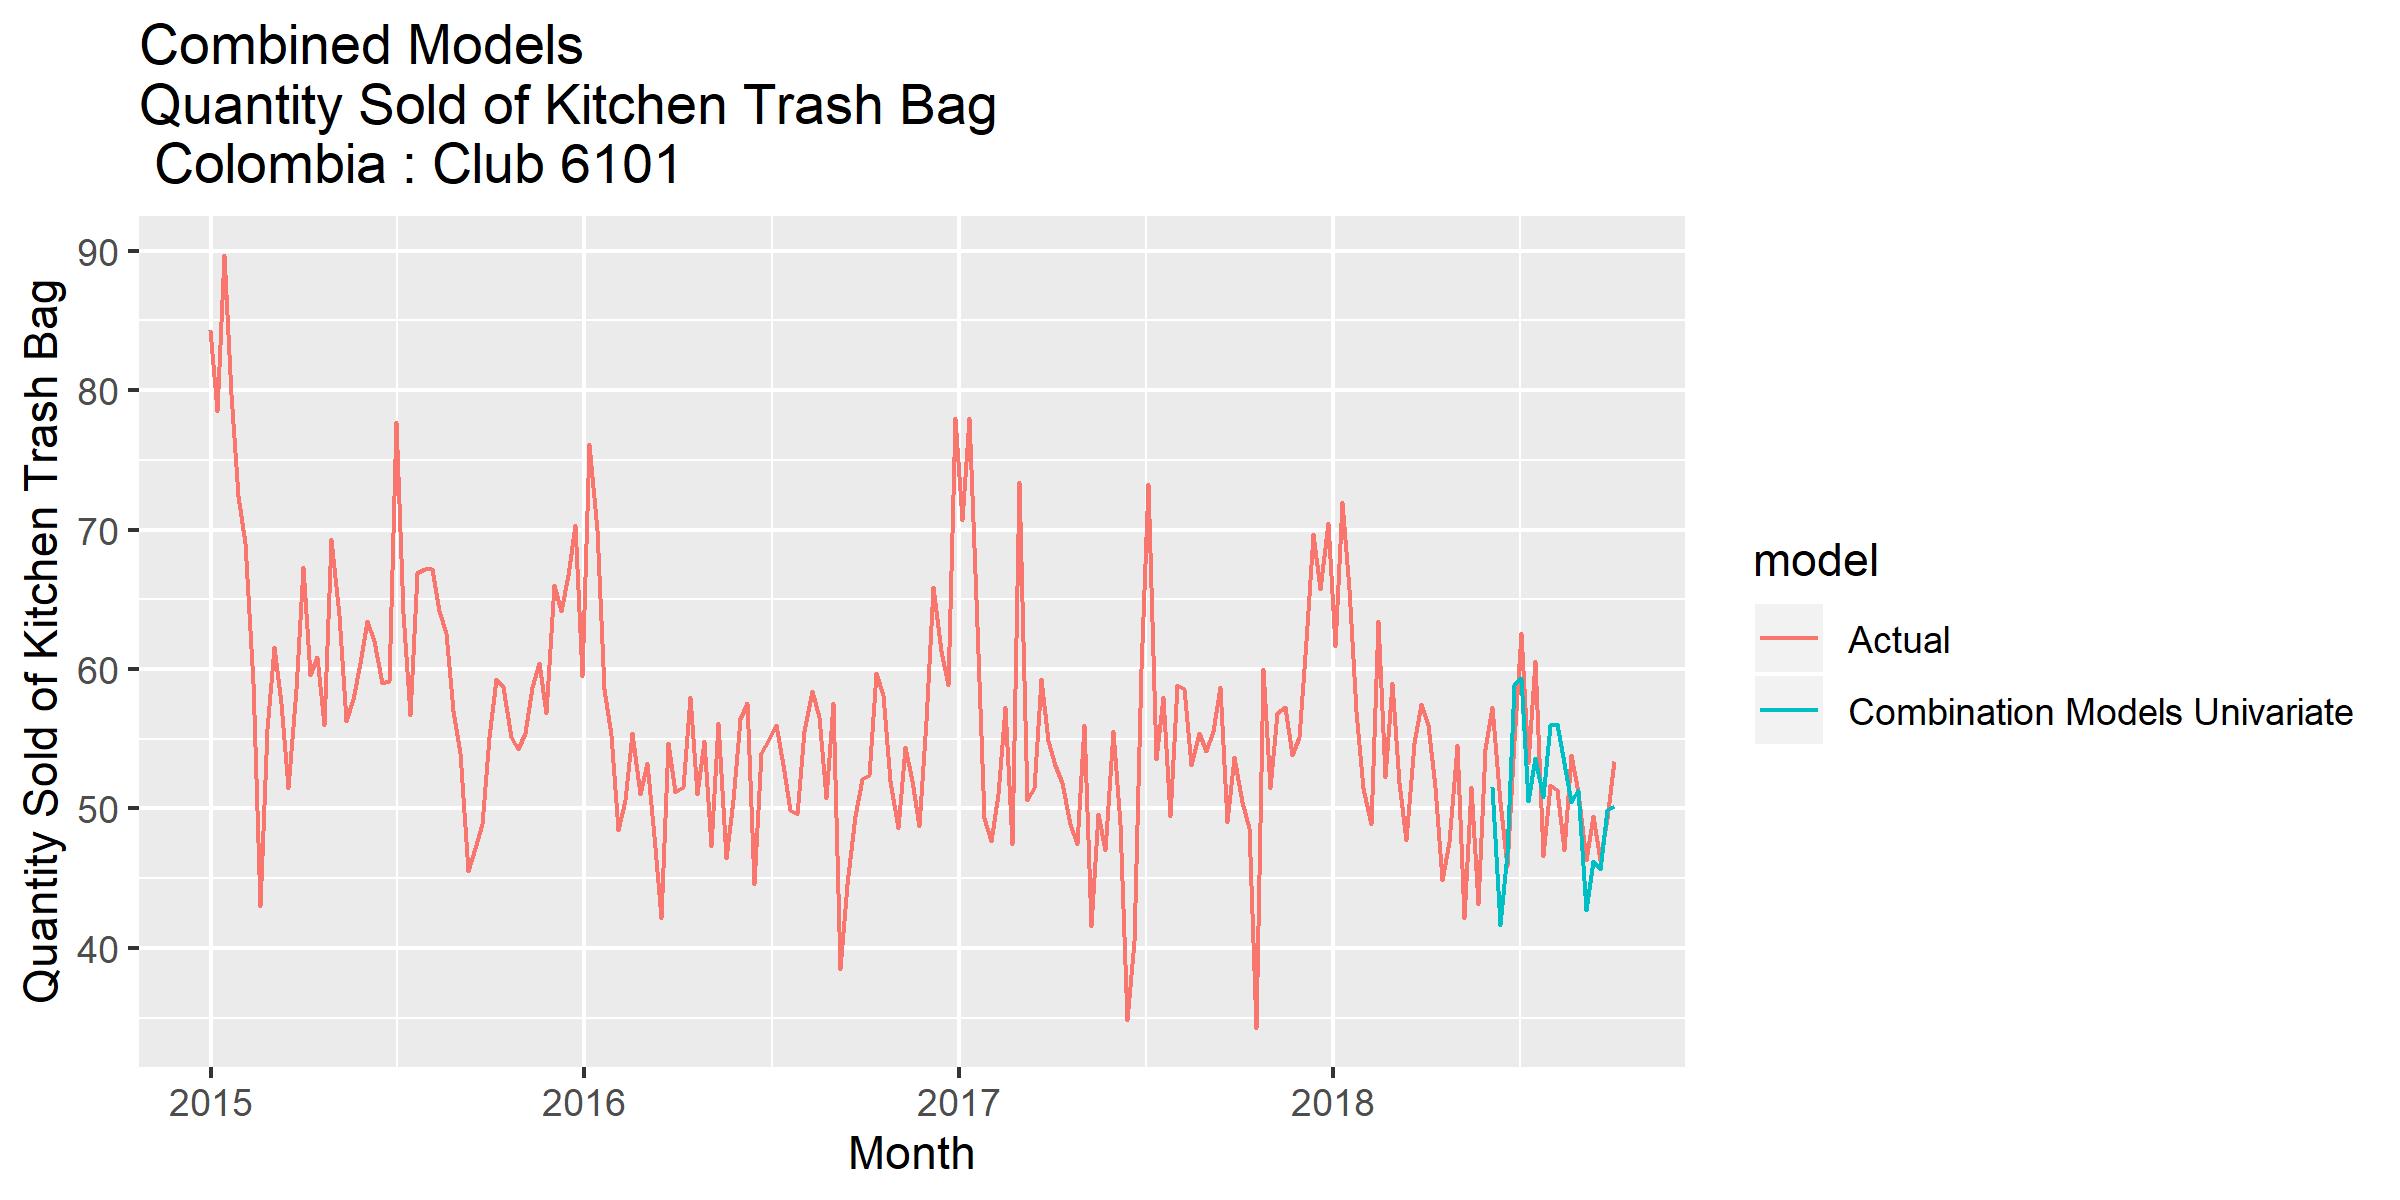 Combined Models
Quantity Sold of Kitchen Trash Bag
Colombia : Club 6101
Quantity Sold of Kitchen Trash Bag
90
80
70
60
50
40
2015
2016
2017
2018
Month
model
Actual
Combination Models Univariate